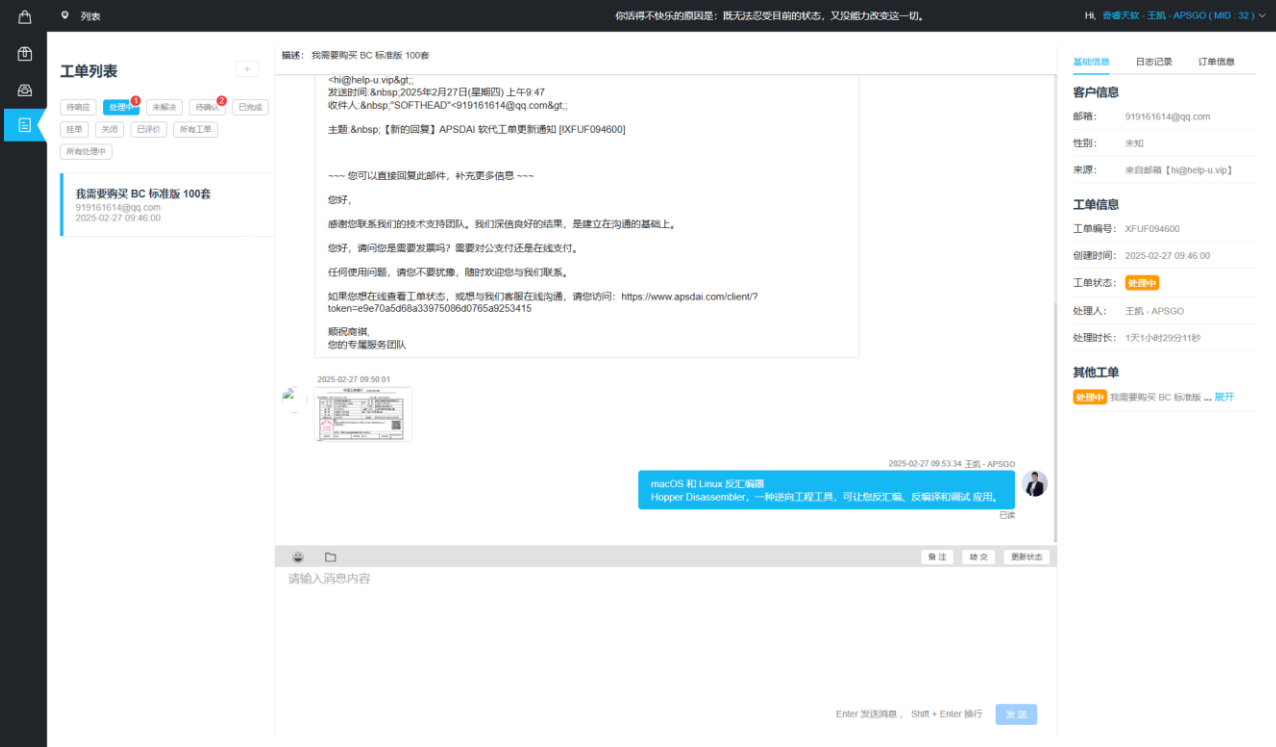 列表
你活得不快乐的原因是：既无法忍受目前的状态，又没能力改变这一切。
Hi, 奇睿天软 - 王凯 - APSGO ( MID : 32 )
工单列表
+
待响应
处理中
1
未解决
待确认
2
已完成
挂单
关闭
已评价
所有工单
所有处理中
我需要购买 BC 标准版 100套
919161614@qq.com
2025-02-27 09:46:00
描述： 我需要购买 BC 标准版 100套
<hi@help-u.vip&gt;;
发送时间:&nbsp;2025年2月27日(星期四) 上午9:47
收件人:&nbsp;"SOFTHEAD"<919161614@qq.com&gt;;
主题:&nbsp;【新的回复】APSDAI 软代工单更新通知 [IXFUF094600]
~~~ 您可以直接回复此邮件，补充更多信息 ~~~
您好，
感谢您联系我们的技术支持团队。我们深信良好的结果，是建立在沟通的基础上。
您好，请问您是需要发票吗？需要对公支付还是在线支付。
任何使用问题，请您不要犹豫，随时欢迎您与我们联系。
如果您想在线查看工单状态，或想与我们客服在线沟通，请您访问：https://www.apsdai.com/client/?
token=e9e70a5d68a33975086d0765a9253415
顺祝商祺,
您的专属服务团队
2025-02-27 09:50:01
2025-02-27 09:53:34 王凯 - APSGO
macOS 和 Linux 反汇编器
Hopper Disassembler，一种逆向工程工具，可让您反汇编、反编译和调试 应用。
已读
备 注
转 交
更新状态
请输入消息内容
Enter 发送消息 ， Shift + Enter 换行
发 送
基础信息
日志记录
订单信息
客户信息
邮箱： 919161614@qq.com
性别： 未知
来源： 来自邮箱【hi@help-u.vip】
工单信息
工单编号： XFUF094600
创建时间： 2025-02-27 09:46:00
工单状态： 处理中
处理人： 王凯 - APSGO
处理时长： 1天1小时29分11秒
其他工单
处理中 我需要购买 BC 标准版 ... 展开